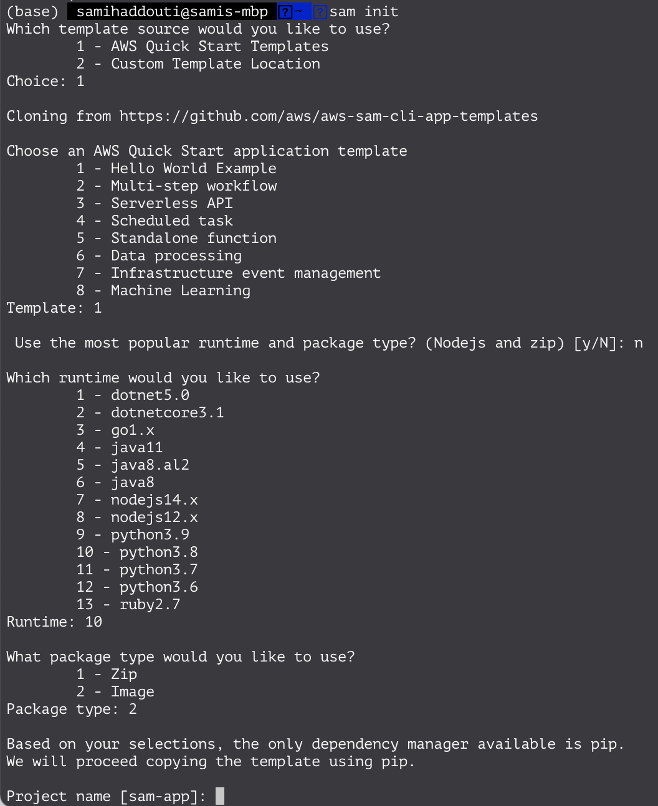 (base) samihaddouti@samis-mbp ?~ ?sam init
Which template source would you like to use?
1 - AWS Quick Start Templates
2 - Custom Template Location
Choice: 1
Cloning from https://github.com/aws/aws-sam-cli-app-templates
Choose an AWS Quick Start application template
1 - Hello World Example
2 - Multi-step workflow
3 - Serverless API
4 - Scheduled task
5 - Standalone function
6 - Data processing
7 - Infrastructure event management
8 - Machine Learning
Template: 1
Use the most popular runtime and package type? (Nodejs and zip) [y/N]: n
Which runtime would you like to use?
1 - dotnet5.0
2 - dotnetcore3.1
3 - go1.x
4 - java11
5 - java8.al2
6 - java8
7 - nodejs14.x
8 - nodejs12.x
9 - python3.9
10 - python3.8
11 - python3.7
12 - python3.6
13 - ruby2.7
Runtime: 10
What package type would you like to use?
1 - Zip
2 - Image
Package type: 2
Based on your selections, the only dependency manager available is pip.
We will proceed copying the template using pip.
Project name [sam-app]: